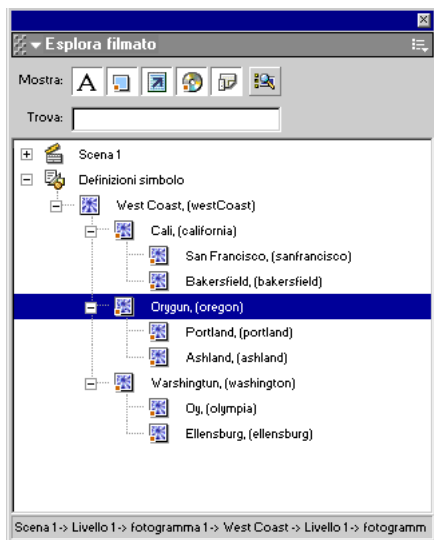 Esplora filmato
Mostra: A
Trova:
Scena 1
Definizioni simbolo
West Coast, (westCoast)
Cali, (california)
San Francisco, (sanfrancisco)
Bakersfield, (bakersfield)
Orygun, (oregon)
Portland, (portland)
Ashland, (ashland)
Warshingtun, (washington)
Oy, (olympia)
Ellensburg, (ellensburg)
Scena 1-> Livello 1-> fotogramma 1-> West Coast -> Livello 1-> fotogramm